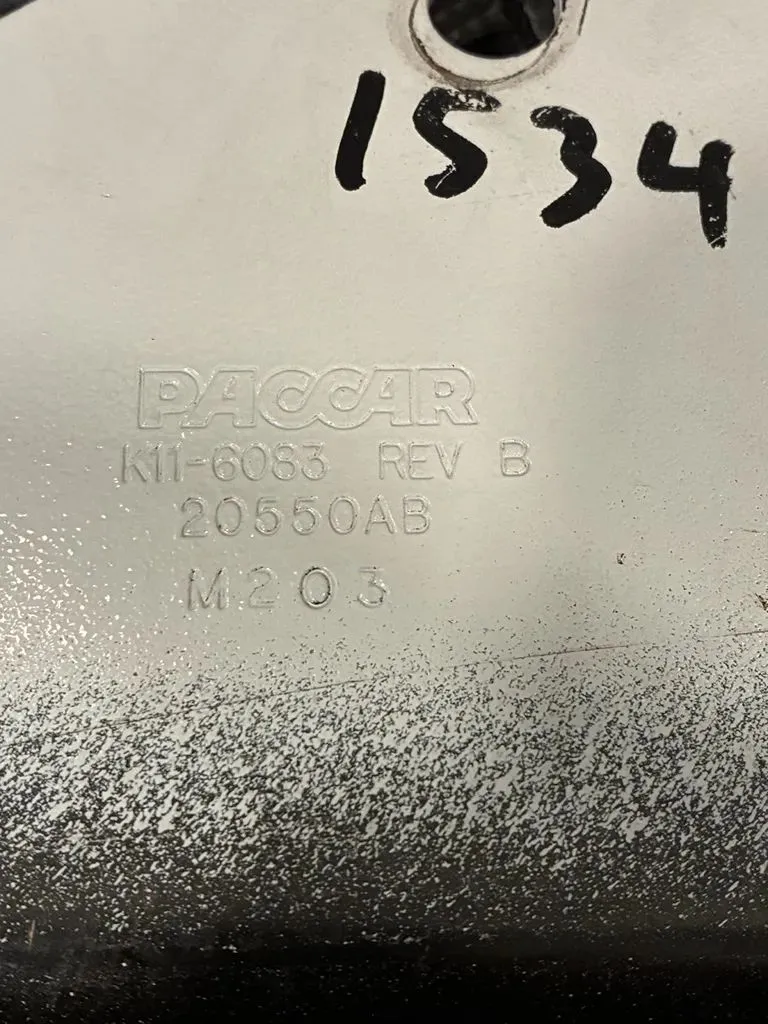 1534
PACCAR
K11-6083 REV B
20550AB
M203